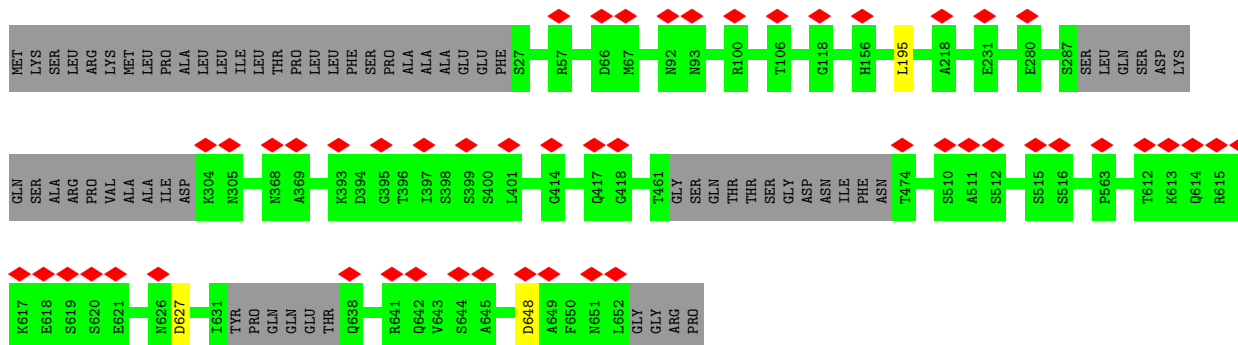 MET LYS SER LEU ARG LYS MET LEU PRO ALA LEU LEU ILE LEU THR PRO LEU LEU PHE SER PRO ALA ALA ALA GLU GLU PHE S27 R57 D66 M67 N92 N93 R100 T106 G118 H156 L195 A218 E231 E280 S287 SER LEU GLN SER ASP LYS
GLN SER ALA ARG PRO VAL ALA ALA ILE ASP K304 N305 N368 A369 K393 D394 G395 T396 I397 S398 S399 S400 L401 G414 Q417 G418 T461 GLY SER GLN THR THR SER GLY ASP ASN ILE PHE ASN T474 S510 A511 S512 S515 S516 P563 T612 K613 Q614 R615
K617 E618 S619 S620 E621 N626 D627 I631 TYR PRO GLN GLN GLU THR Q638 R641 Q642 V643 S644 A645 D648 A649 F650 N651 L652 GLY GLY ARG PRO